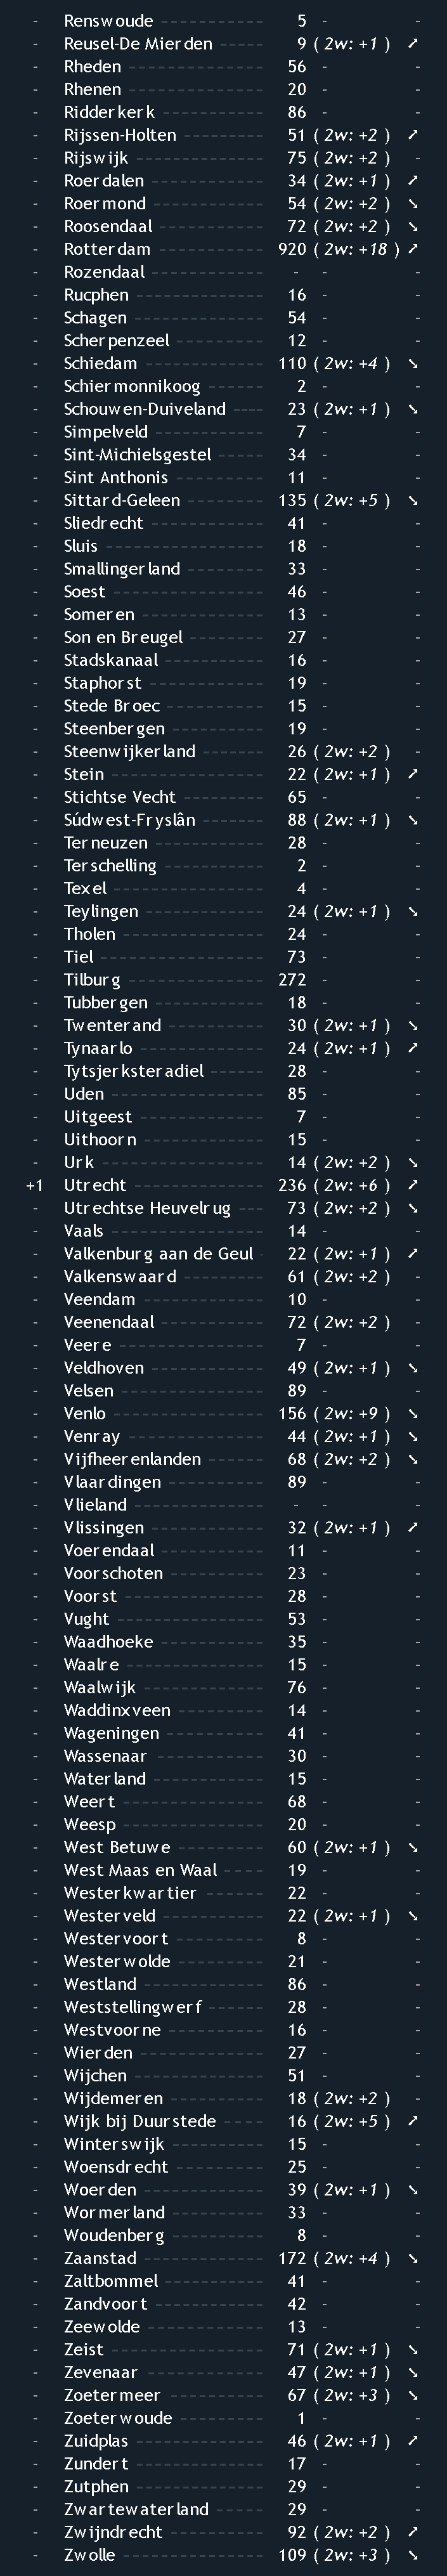 - Renswoude ------------- 5 - -
- Reusel-De Mierden ------ 9 ( 2w: +1 ) ➚
- Rheden ---------------- 56 - -
- Rhenen ---------------- 20 - -
- Ridderkerk ------------ 86 - -
- Rijssen-Holten ---------- 51 ( 2w: +2 ) ➚
- Rijswijk --------------- 75 ( 2w: +2 ) -
- Roerdalen ------------- 34 ( 2w: +1 ) ➚
- Roermond ------------- 54 ( 2w: +2 ) ➘
- Roosendaal ------------ 72 ( 2w: +2 ) ➘
- Rotterdam ------------- 920 ( 2w: +18 ) ➚
- Rozendaal ------------- - - -
- Rucphen -------------- 16 - -
- Schagen --------------- 54 - -
- Scherpenzeel ---------- 12 - -
- Schiedam -------------- 110 ( 2w: +4 ) ➘
- Schiermonnikoog ------- 2 - -
- Schouwen-Duiveland ---- 23 ( 2w: +1 ) ➘
- Simpelveld ------------- 7 - -
- Sint-Michielsgestel ------ 34 - -
- Sint Anthonis ----------- 11 - -
- Sittard-Geleen ---------- 135 ( 2w: +5 ) ➘
- Sliedrecht -------------- 41 - -
- Sluis ------------------ 18 - -
- Smallingerland ---------- 33 - -
- Soest ----------------- 46 - -
- Someren --------------- 13 - -
- Son en Breugel --------- 27 - -
- Stadskanaal ------------ 16 - -
- Staphorst -------------- 19 - -
- Stede Broec ------------ 15 - -
- Steenbergen ----------- 19 - -
- Steenwijkerland -------- 26 ( 2w: +2 ) -
- Stein ------------------ 22 ( 2w: +1 ) ➚
- Stichtse Vecht ---------- 65 - -
- Súdwest-Fryslân -------- 88 ( 2w: +1 ) ➘
- Terneuzen ------------- 28 - -
- Terschelling ------------ 2 - -
- Texel ----------------- 4 - -
- Teylingen -------------- 24 ( 2w: +1 ) ➘
- Tholen ---------------- 24 - -
- Tiel ------------------- 73 - -
- Tilburg ---------------- 272 - -
- Tubbergen ------------- 18 - -
- Twenterand ------------ 30 ( 2w: +1 ) ➘
- Tynaarlo --------------- 24 ( 2w: +1 ) ➚
- Tytsjerksteradiel -------- 28 - -
- Uden ------------------ 85 - -
- Uitgeest --------------- 7 - -
- Uithoorn --------------- 15 - -
- Urk ------------------- 14 ( 2w: +2 ) ➘
+1 Utrecht --------------- 236 ( 2w: +6 ) ➚
- Utrechtse Heuvelrug ---- 73 ( 2w: +2 ) ➘
- Vaals ------------------ 14 - -
- Valkenburg aan de Geul - 22 ( 2w: +1 ) ➚
- Valkenswaard ---------- 61 ( 2w: +2 ) -
- Veendam -------------- 10 - -
- Veenendaal ------------ 72 ( 2w: +2 ) -
- Veere ----------------- 7 - -
- Veldhoven ------------- 49 ( 2w: +1 ) ➘
- Velsen ---------------- 89 - -
- Venlo ----------------- 156 ( 2w: +9 ) ➘
- Venray ---------------- 44 ( 2w: +1 ) ➘
- Vijfheerenlanden ------- 68 ( 2w: +2 ) ➘
- Vlaardingen ------------ 89 - -
- Vlieland --------------- - - -
- Vlissingen ------------- 32 ( 2w: +1 ) ➚
- Voerendaal ------------ 11 - -
- Voorschoten ----------- 23 - -
- Voorst ---------------- 28 - -
- Vught ----------------- 53 - -
- Waadhoeke ------------ 35 - -
- Waalre ---------------- 15 - -
- Waalwijk -------------- 76 - -
- Waddinxveen ---------- 14 - -
- Wageningen ----------- 41 - -
- Wassenaar ------------- 30 - -
- Waterland ------------- 15 - -
- Weert ----------------- 68 - -
- Weesp ---------------- 20 - -
- West Betuwe ---------- 60 ( 2w: +1 ) ➘
- West Maas en Waal ---- 19 - -
- Westerkwartier -------- 22 - -
- Westerveld ------------ 22 ( 2w: +1 ) ➘
- Westervoort ----------- 8 - -
- Westerwolde ---------- 21 - -
- Westland -------------- 86 - -
- Weststellingwerf ------- 28 - -
- Westvoorne ----------- 16 - -
- Wierden --------------- 27 - -
- Wijchen --------------- 51 - -
- Wijdemeren ----------- 18 ( 2w: +2 ) -
- Wijk bij Duurstede ----- 16 ( 2w: +5 ) ➚
- Winterswijk ------------ 15 - -
- Woensdrecht ---------- 25 - -
- Woerden -------------- 39 ( 2w: +1 ) ➘
- Wormerland ----------- 33 - -
- Woudenberg ----------- 8 - -
- Zaanstad -------------- 172 ( 2w: +4 ) ➘
- Zaltbommel ----------- 41 - -
- Zandvoort ------------- 42 - -
- Zeewolde ------------- 13 - -
- Zeist ------------------ 71 ( 2w: +1 ) ➘
- Zevenaar -------------- 47 ( 2w: +1 ) ➘
- Zoetermeer ----------- 67 ( 2w: +3 ) ➘
- Zoeterwoude ---------- 1 - -
- Zuidplas --------------- 46 ( 2w: +1 ) ➚
- Zundert --------------- 17 - -
- Zutphen --------------- 29 - -
- Zwartewaterland ------- 29 - -
- Zwijndrecht ------------ 92 ( 2w: +2 ) ➚
- Zwolle ---------------- 109 ( 2w: +3 ) ➘